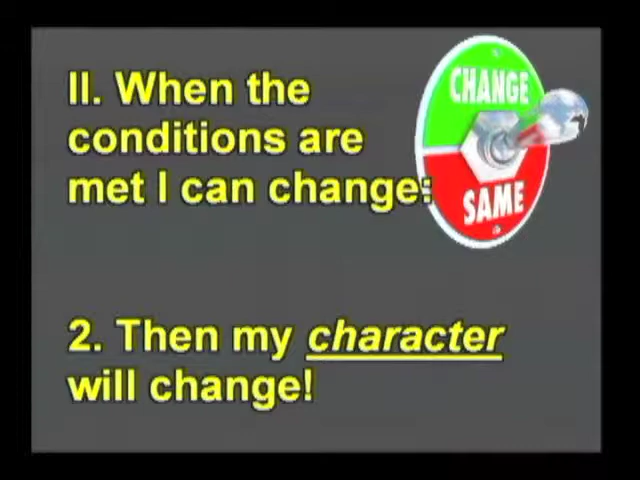 II. When the
conditions are
met I can change:
CHANGE
SAME
2. Then my character
will change!